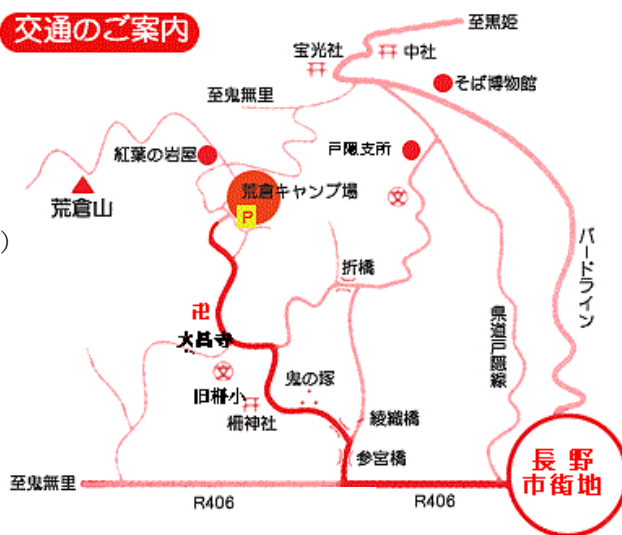 交通のご案内
至黒姫
宝光社
中社
そば博物館
至鬼無里
紅葉の岩屋
戸隠支所
荒倉キャンプ場
文
P
荒倉山
）
バードライン
折橋
県道戸隠線
卍
大昌寺
文
鬼の塚
旧柵小
柵神社
綾織橋
参宮橋
長野
市街地
至鬼無里
R406
R406